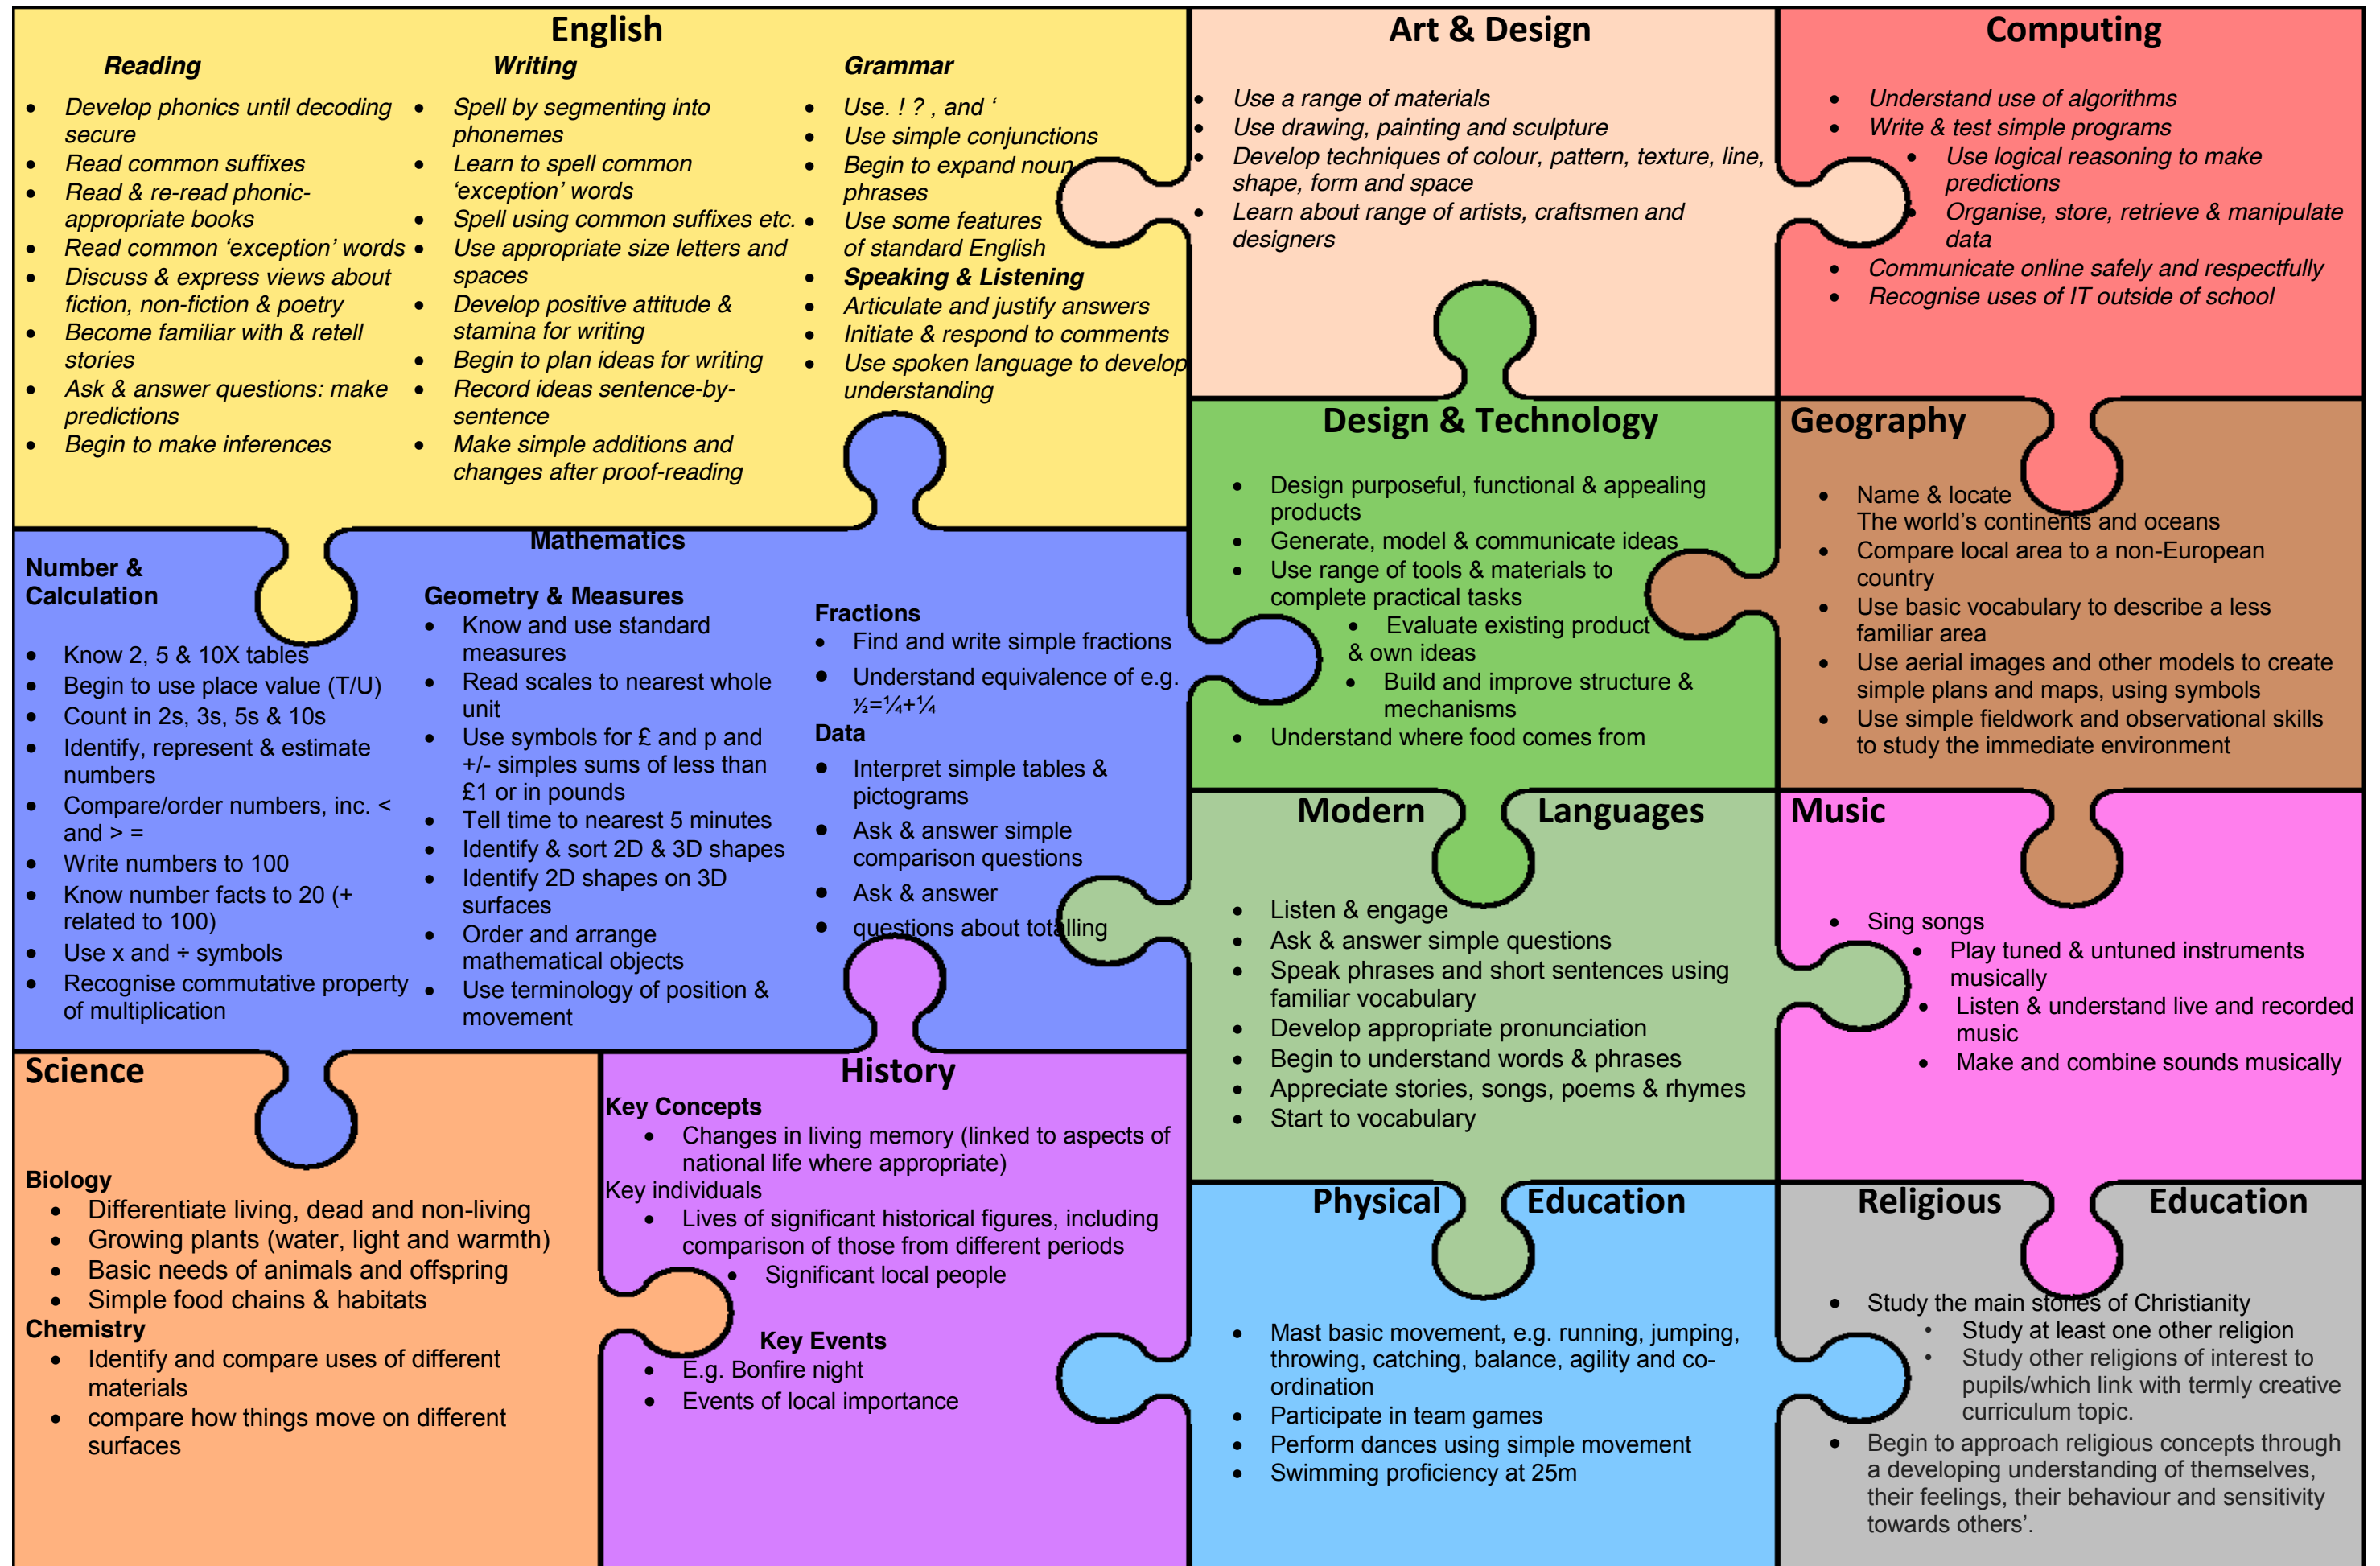 English
Reading
Develop phonics until decoding
secure
Read common suffixes
Read & re-read phonic-
appropriate books
Read common ‘exception’ words
Discuss & express views about
fiction, non-fiction & poetry
Become familiar with & retell
stories
Ask & answer questions: make
predictions
Begin to make inferences
Writing
Spell by segmenting into
phonemes
Learn to spell common
‘exception’ words
Spell using common suffixes etc.
Use appropriate size letters and
spaces
Develop positive attitude &
stamina for writing
Begin to plan ideas for writing
Record ideas sentence-by-
sentence
Make simple additions and
changes after proof-reading
Grammar
Use. ! ? , and ‘
Use simple conjunctions
Begin to expand noun
phrases
Use some features
of standard English
Speaking & Listening
Articulate and justify answers
Initiate & respond to comments
Use spoken language to develop
understanding
Art & Design
Use a range of materials
Use drawing, painting and sculpture
Develop techniques of colour, pattern, texture, line,
shape, form and space
Learn about range of artists, craftsmen and
designers
Computing
Understand use of algorithms
Write & test simple programs
Use logical reasoning to make
predictions
Organise, store, retrieve & manipulate
data
Communicate online safely and respectfully
Recognise uses of IT outside of school
Mathematics
Number &
Calculation
Know 2, 5 & 10X tables
Begin to use place value (T/U)
Count in 2s, 3s, 5s & 10s
Identify, represent & estimate
numbers
Compare/order numbers, inc. <
and > =
Write numbers to 100
Know number facts to 20 (+
related to 100)
Use x and ÷ symbols
Recognise commutative property
of multiplication
Geometry & Measures
Know and use standard
measures
Read scales to nearest whole
unit
Use symbols for £ and p and
+/- simples sums of less than
£1 or in pounds
Tell time to nearest 5 minutes
Identify & sort 2D & 3D shapes
Identify 2D shapes on 3D
surfaces
Order and arrange
mathematical objects
Use terminology of position &
movement
Fractions
Find and write simple fractions
Understand equivalence of e.g.
½=¼+¼
Data
Interpret simple tables &
pictograms
Ask & answer simple
comparison questions
Ask & answer
questions about totalling
Design & Technology
Design purposeful, functional & appealing
products
Generate, model & communicate ideas
Use range of tools & materials to
complete practical tasks
Evaluate existing product
& own ideas
Build and improve structure &
mechanisms
Understand where food comes from
Geography
Name & locate
The world’s continents and oceans
Compare local area to a non-European
country
Use basic vocabulary to describe a less
familiar area
Use aerial images and other models to create
simple plans and maps, using symbols
Use simple fieldwork and observational skills
to study the immediate environment
Modern Languages
Listen & engage
Ask & answer simple questions
Speak phrases and short sentences using
familiar vocabulary
Develop appropriate pronunciation
Begin to understand words & phrases
Appreciate stories, songs, poems & rhymes
Start to vocabulary
Music
Sing songs
Play tuned & untuned instruments
musically
Listen & understand live and recorded
music
Make and combine sounds musically
Science
Biology
Differentiate living, dead and non-living
Growing plants (water, light and warmth)
Basic needs of animals and offspring
Simple food chains & habitats
Chemistry
Identify and compare uses of different
materials
compare how things move on different
surfaces
History
Key Concepts
Changes in living memory (linked to aspects of
national life where appropriate)
Key individuals
Lives of significant historical figures, including
comparison of those from different periods
Significant local people
Key Events
E.g. Bonfire night
Events of local importance
Physical Education
Mast basic movement, e.g. running, jumping,
throwing, catching, balance, agility and co-
ordination
Participate in team games
Perform dances using simple movement
Swimming proficiency at 25m
Religious Education
Study the main stories of Christianity
Study at least one other religion
Study other religions of interest to
pupils/which link with termly creative
curriculum topic.
Begin to approach religious concepts through
a developing understanding of themselves,
their feelings, their behaviour and sensitivity
towards others’.